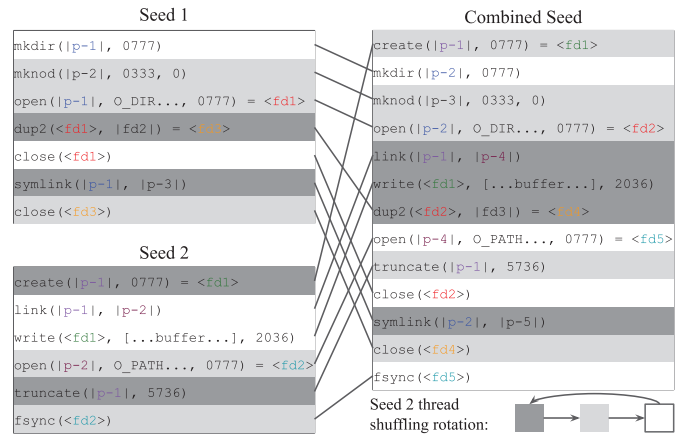 Seed 1
mkdir(|p-1|, 0777)
mknod(|p-2|, 0333, 0)
open(|p-1|, O_DIR..., 0777) = <fd1>
dup2(<fd1>, |fd2|) = <fd3>
close(<fd1>)
symlink(|p-1|, |p-3|)
close(<fd3>)
Seed 2
create(|p-1|, 0777) = <fd1>
link(|p-1|, |p-2|)
write(<fd1>, [...buffer...], 2036)
open(|p-2|, O_PATH..., 0777) = <fd2>
truncate(|p-1|, 5736)
fsync(<fd2>)
Combined Seed
create(|p-1|, 0777) = <fd1>
mkdir(|p-2|, 0777)
mknod(|p-3|, 0333, 0)
open(|p-2|, O_DIR..., 0777) = <fd2>
link(|p-1|, |p-4|)
write(<fd1>, [...buffer...], 2036)
dup2(<fd2>, |fd3|) = <fd4>
open(|p-4|, O_PATH..., 0777) = <fd5>
truncate(|p-1|, 5736)
close(<fd2>)
symlink(|p-2|, |p-5|)
close(<fd4>)
fsync(<fd5>)
Seed 2 thread
shuffling rotation: